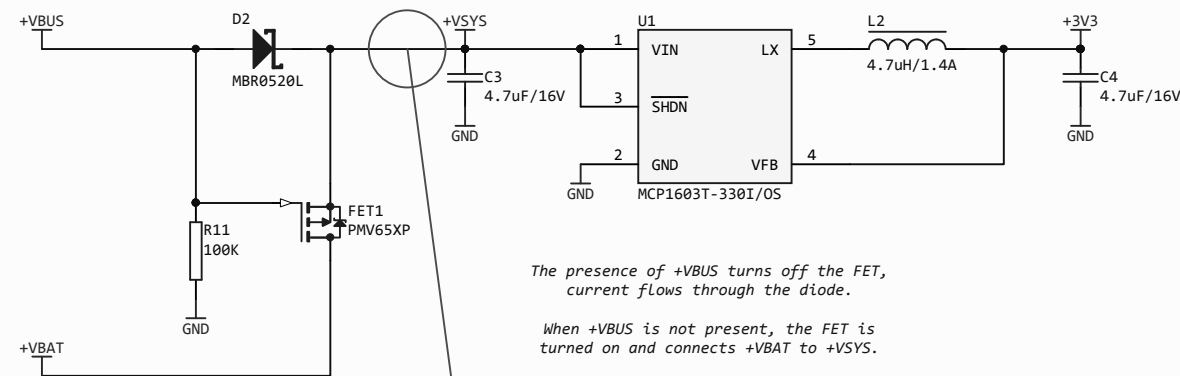 +VBUS
D2
MBR0520L
+VSYS
C3
4.7uF/16V
GND
U1
1
VIN
LX
5
3
SHDN
2
GND
VFB
4
GND
MCP1603T-330I/OS
L2
4.7uH/1.4A
+3V3
C4
4.7uF/16V
GND
FET1
PMV65XP
R11
100K
GND
+VBAT
The presence of +VBUS turns off the FET,
current flows through the diode.
When +VBUS is not present, the FET is
turned on and connects +VBAT to +VSYS.